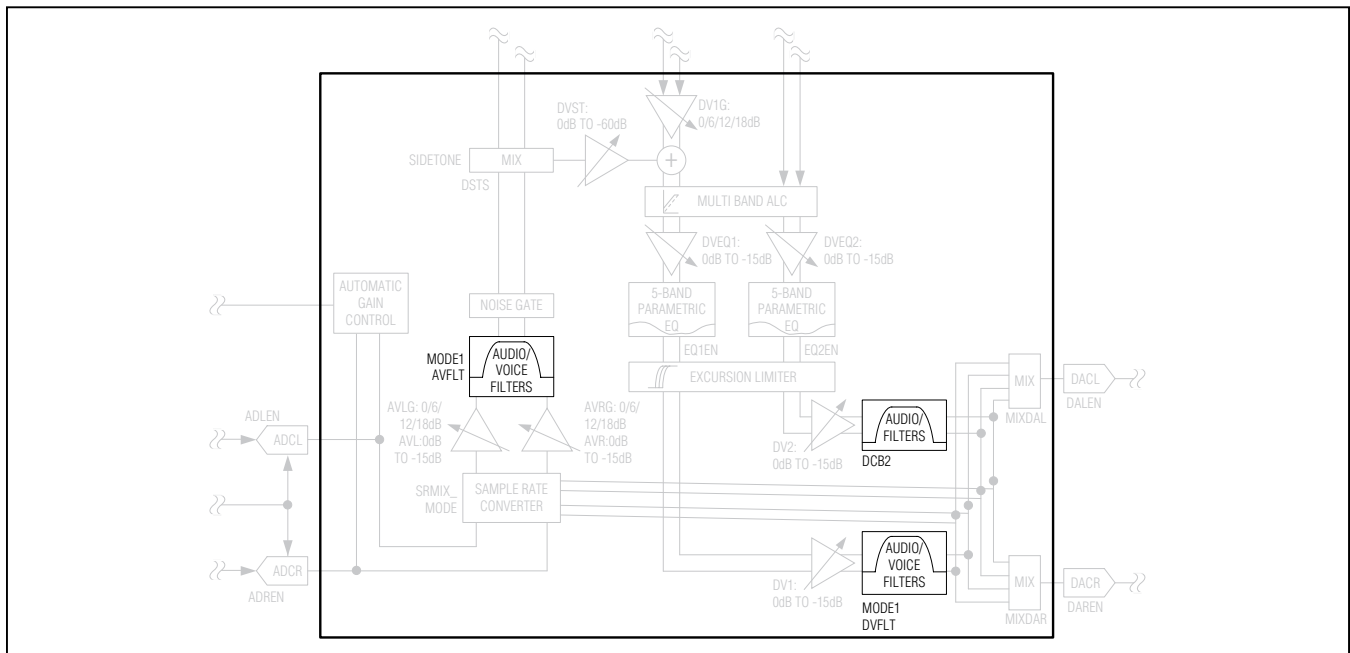 DVST:
0dB TO -60dB
DV1G:
0/6/12/18dB
SIDETONE
MIX
+
DSTS
MULTI BAND ALC
DVEQ1:
0dB TO -15dB
DVEQ2:
0dB TO -15dB
AUTOMATIC
GAIN
CONTROL
NOISE GATE
5-BAND
PARAMETRIC
EQ
5-BAND
PARAMETRIC
EQ
EQ1EN
EQ2EN
MODE1
AVFLT
AUDIO/
VOICE
FILTERS
EXCURSION LIMITER
MIX
DACL
DALEN
MIXDAL
AVLG: 0/6/
12/18dB
AVL:0dB
TO -15dB
AVRG: 0/6/
12/18dB
AVR:0dB
TO -15dB
ADLEN
ADCL
DV2:
0dB TO -15dB
AUDIO/
FILTERS
DCB2
SRMIX_
MODE
SAMPLE RATE
CONVERTER
ADCR
ADREN
DV1:
0dB TO -15dB
AUDIO/
VOICE
FILTERS
MODE1
DVFLT
MIX
DACR
DAREN
MIXDAR